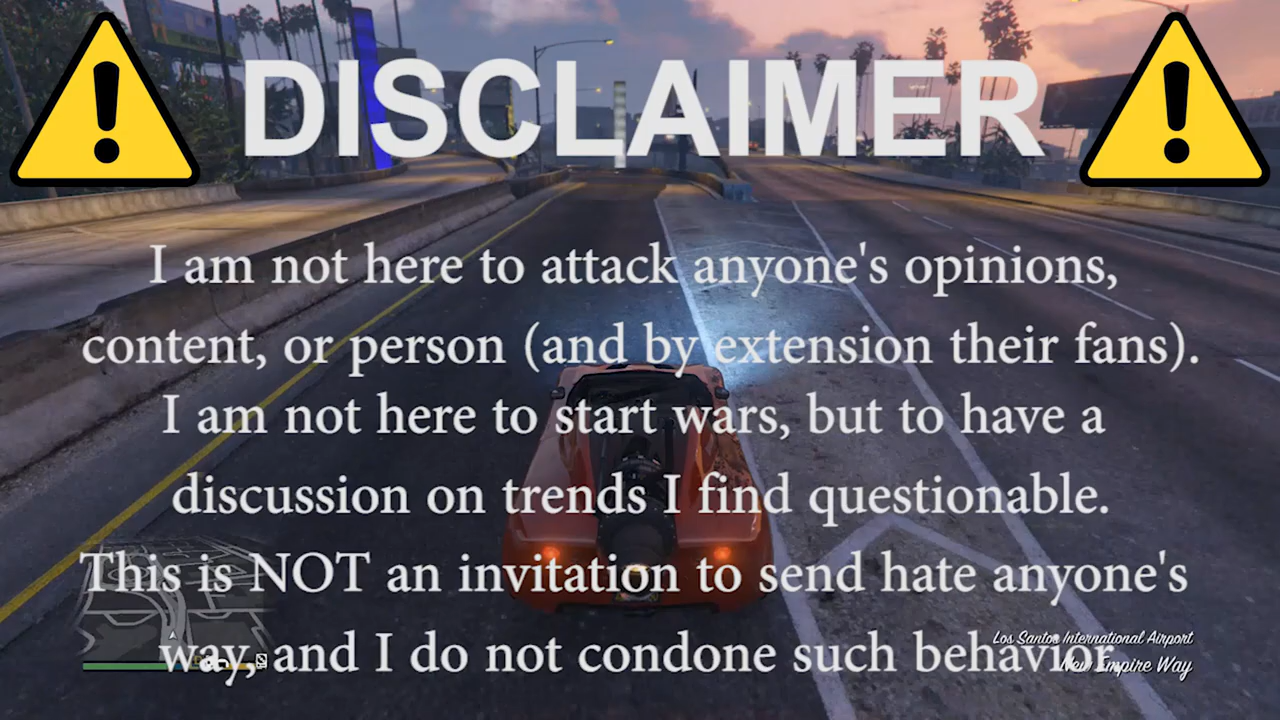 DISCLAIMER
I am not here to attack anyone's opinions,
content, or person (and by extension their fans).
I am not here to start wars, but to have a
discussion on trends I find questionable.
This is NOT an invitation to send hate anyone's
way, and I do not condone such behavior.
Los Santos International Airport
New Empire Way